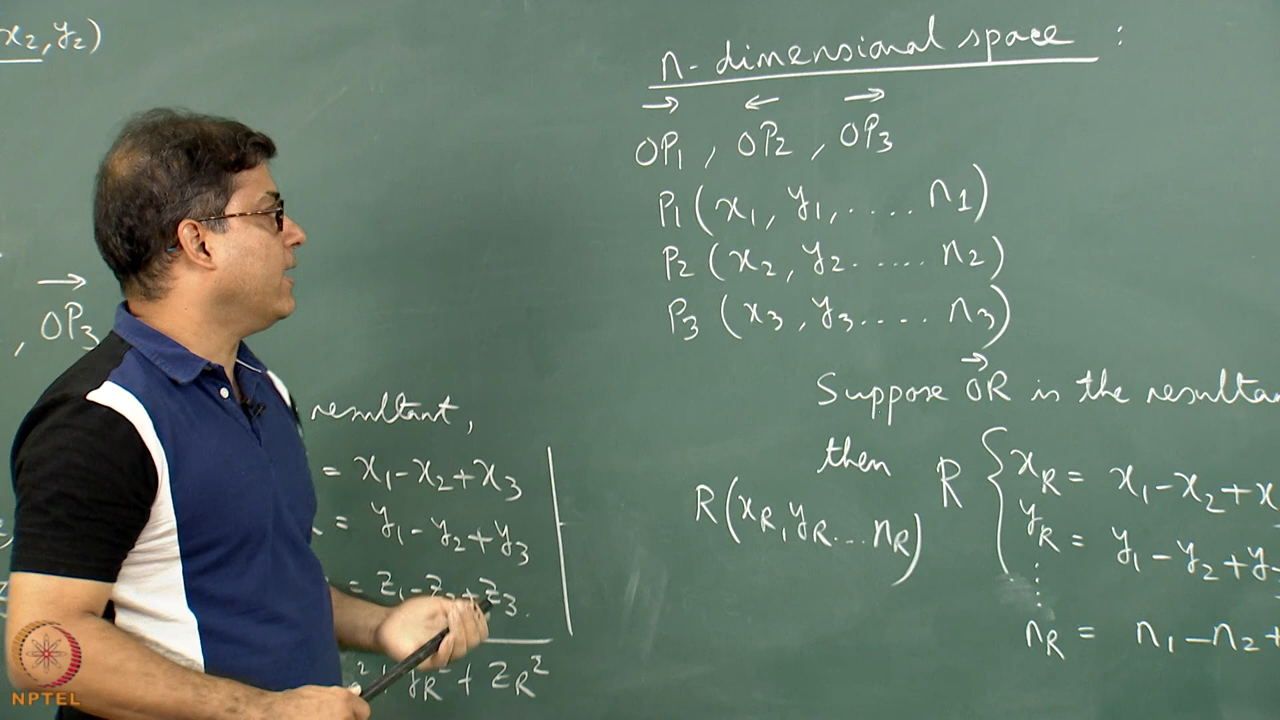 x₂, y₂)
OP₃
resultant,
= x₁ - x₂ + x₃
= y₁ - y₂ + y₃
= z₁ - z₂ + z₃
² + yR² + zR²
n-dimensional space :
→ ← →
OP₁ , OP₂ , OP₃
P₁ (x₁, y₁, .... n₁)
P₂ (x₂, y₂ ..... n₂)
P₃ (x₃, y₃ .... n₃)
Suppose OR is the
then R { xR = x₁ - x₂ + x
R(xR, yR ... nR) yR = y₁ - y₂ + y
⋮
nR = n₁ - n₂ +
NPTEL